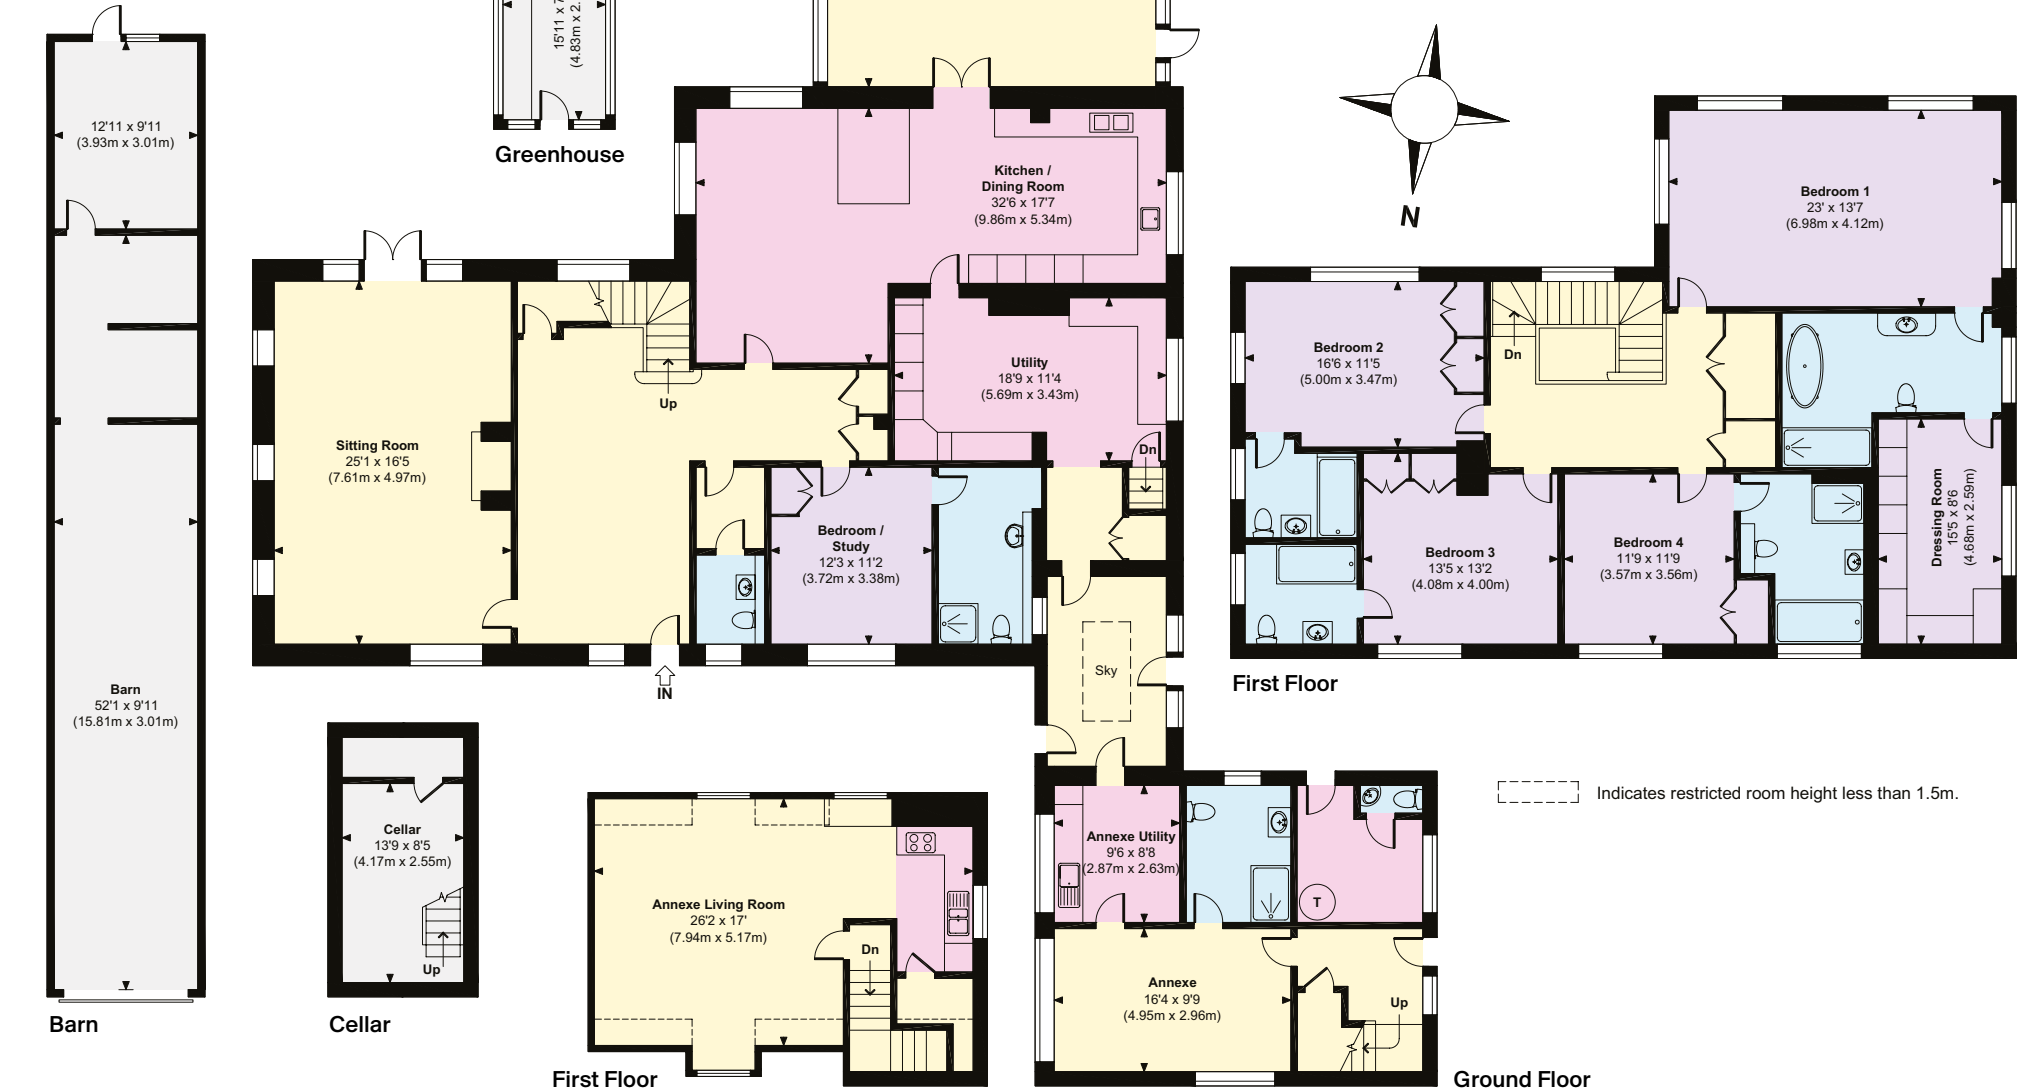 15'11 x 7
(4.83m x 2.
Greenhouse
12'11 x 9'11
(3.93m x 3.01m)
Kitchen /
Dining Room
32'6 x 17'7
(9.86m x 5.34m)
N
Bedroom 1
23' x 13'7
(6.98m x 4.12m)
Utility
18'9 x 11'4
(5.69m x 3.43m)
Up
Dn
Sitting Room
25'1 x 16'5
(7.61m x 4.97m)
Bedroom /
Study
12'3 x 11'2
(3.72m x 3.38m)
IN
Sky
Bedroom 2
16'6 x 11'5
(5.00m x 3.47m)
Dn
Bedroom 3
13'5 x 13'2
(4.08m x 4.00m)
Bedroom 4
11'9 x 11'9
(3.57m x 3.56m)
Dressing Room
15'5 x 8'6
(4.68m x 2.59m)
First Floor
Barn
52'1 x 9'11
(15.81m x 3.01m)
Barn
Cellar
13'9 x 8'5
(4.17m x 2.55m)
Up
Cellar
Annexe Living Room
26'2 x 17'
(7.94m x 5.17m)
Dn
First Floor
Annexe Utility
9'6 x 8'8
(2.87m x 2.63m)
T
Annexe
16'4 x 9'9
(4.95m x 2.96m)
Up
Ground Floor
Indicates restricted room height less than 1.5m.